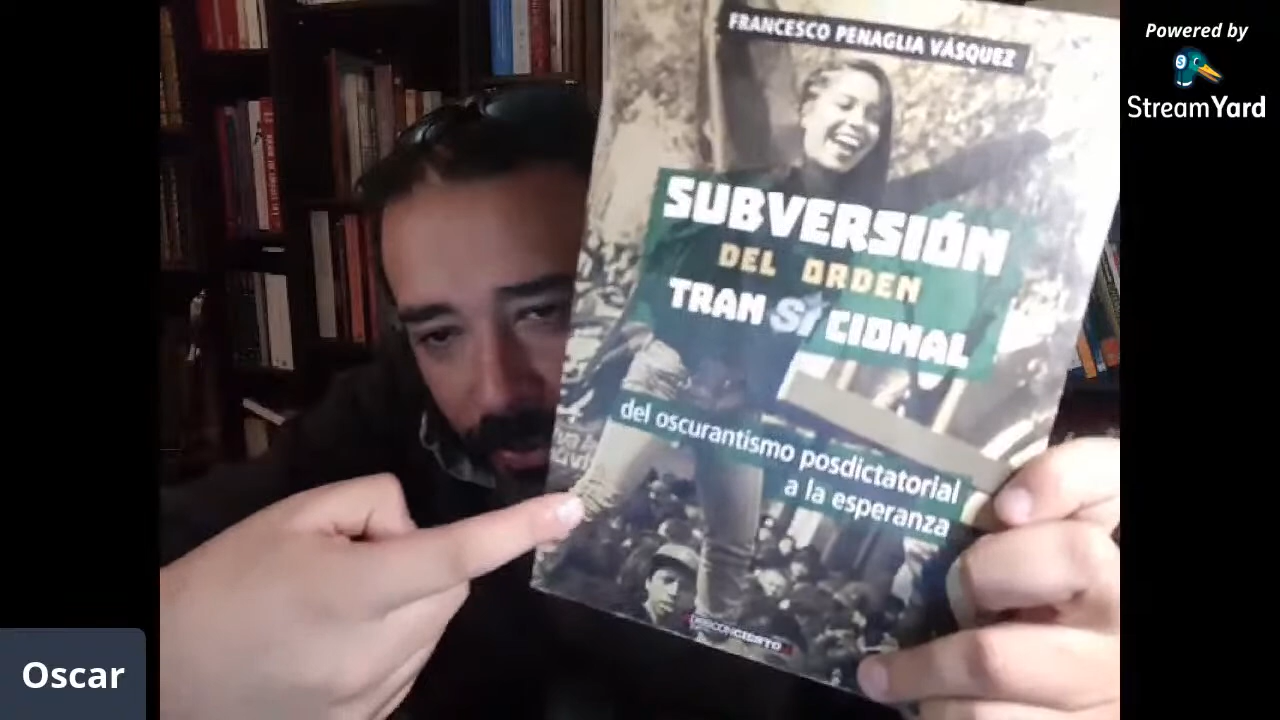 FRANCESCO PENAGLIA VÁSQUEZ
SUBVERSIÓN
DEL ORDEN
TRANSICIONAL
del oscurantismo posdictatorial
a la esperanza
Powered by
StreamYard
Oscar